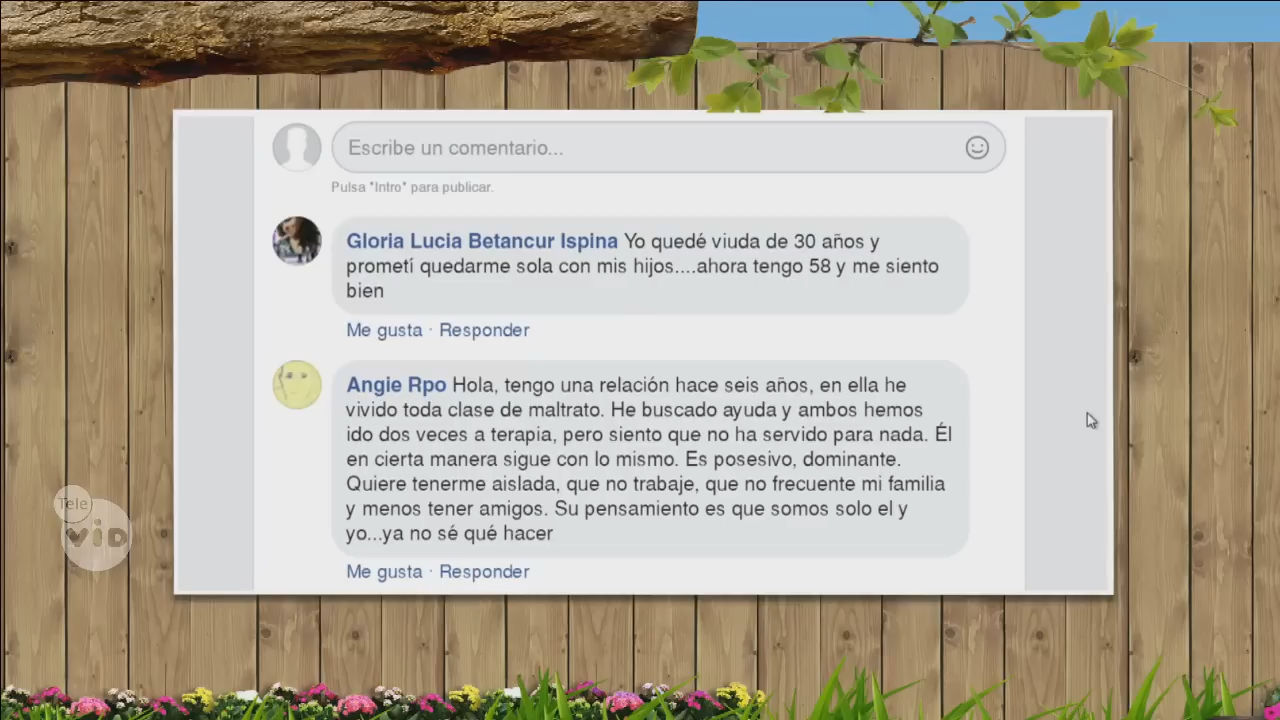 Escribe un comentario...
Pulsa "Intro" para publicar.
Gloria Lucia Betancur Ispina Yo quedé viuda de 30 años y
prometí quedarme sola con mis hijos....ahora tengo 58 y me siento
bien
Me gusta · Responder
Angie Rpo Hola, tengo una relación hace seis años, en ella he
vivido toda clase de maltrato. He buscado ayuda y ambos hemos
ido dos veces a terapia, pero siento que no ha servido para nada. Él
en cierta manera sigue con lo mismo. Es posesivo, dominante.
Quiere tenerme aislada, que no trabaje, que no frecuente mi familia
y menos tener amigos. Su pensamiento es que somos solo el y
yo...ya no sé qué hacer
Me gusta · Responder
Tele
VID